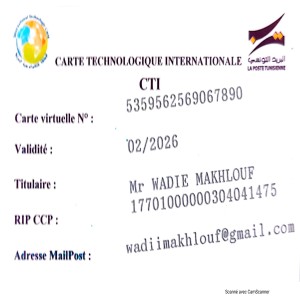 البريد التونسي
LA POSTE TUNISIENNE
CARTE TECHNOLOGIQUE INTERNATIONALE
CTI
Carte virtuelle N° : 5359562569067890
Validité : 02/2026
Titulaire : Mr WADIE MAKHLOUF
RIP CCP : 17701000000304041475
Adresse MailPost : wadiimakhlouf@gmail.com
Scanné avec CamScanner